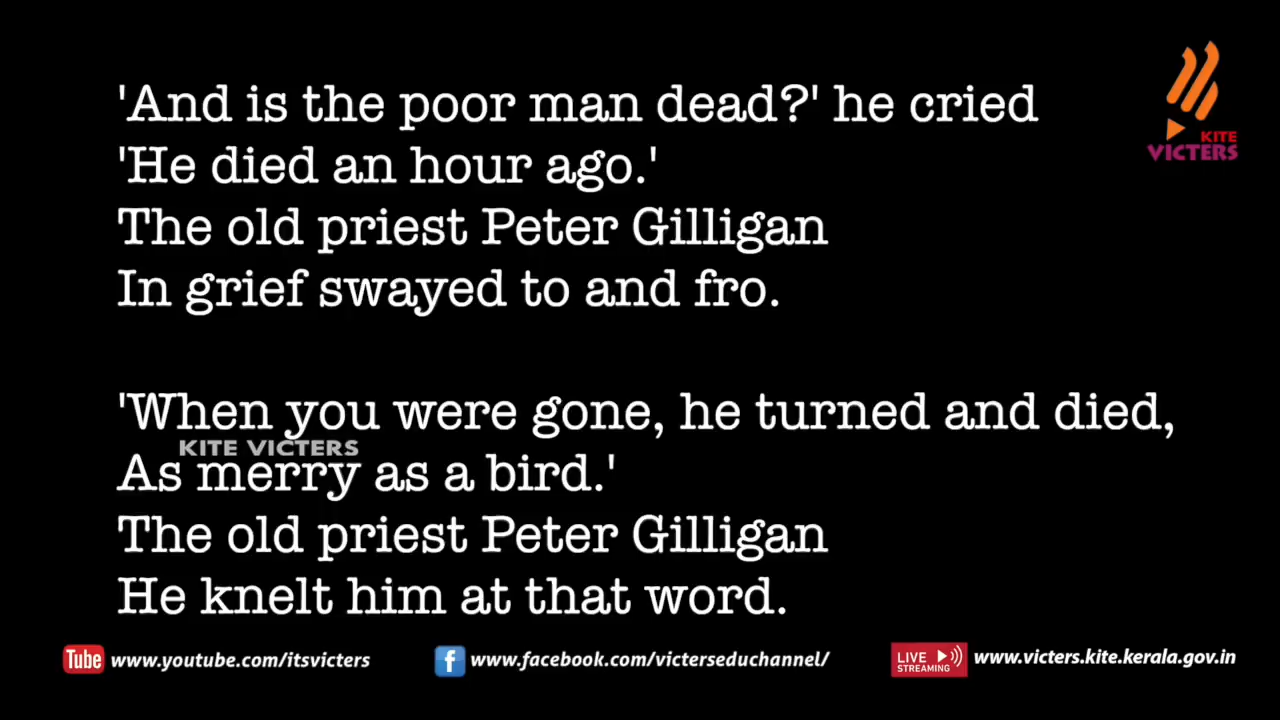 'And is the poor man dead?' he cried
'He died an hour ago.'
The old priest Peter Gilligan
In grief swayed to and fro.
'When you were gone, he turned and died,
As merry as a bird.'
The old priest Peter Gilligan
He knelt him at that word.
KITE
VICTERS
KITE VICTERS
Tube www.youtube.com/itsvicters
f www.facebook.com/victerseduchannel/
LIVE
STREAMING
www.victers.kite.kerala.gov.in